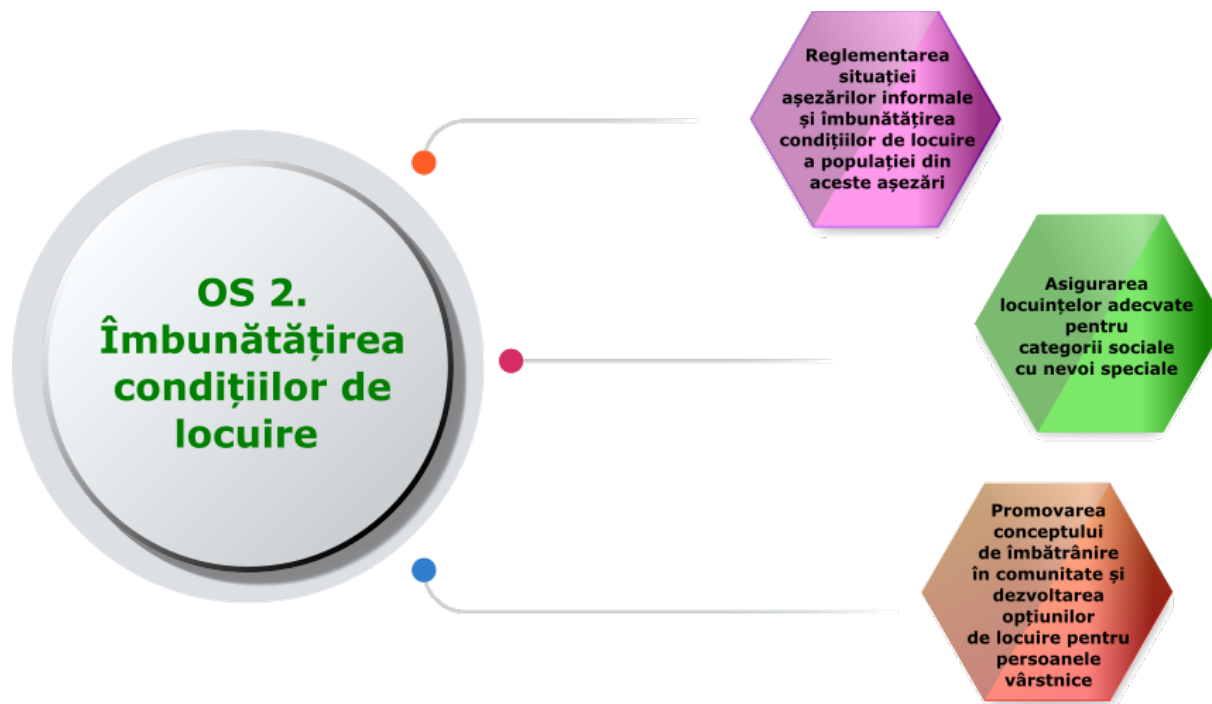 OS 2.
Îmbunătățirea
condițiilor de
locuire
Reglementarea
situației
așezărilor informale
și îmbunătățirea
condițiilor de locuire
a populației din
aceste așezări
Asigurarea
locuințelor adecvate
pentru
categorii sociale
cu nevoi speciale
Promovarea
conceptului
de îmbătrânire
în comunitate și
dezvoltarea
opțiunilor
de locuire pentru
persoanele
vârstnice